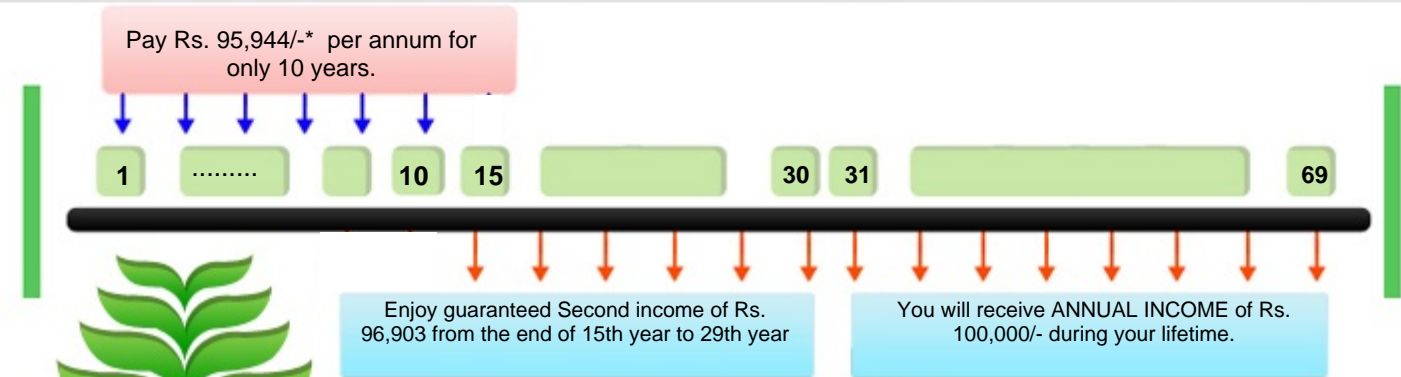 Pay Rs. 95,944/-* per annum for
only 10 years.
1
.........
10
15
30
31
69
Enjoy guaranteed Second income of Rs.
96,903 from the end of 15th year to 29th year
You will receive ANNUAL INCOME of Rs.
100,000/- during your lifetime.